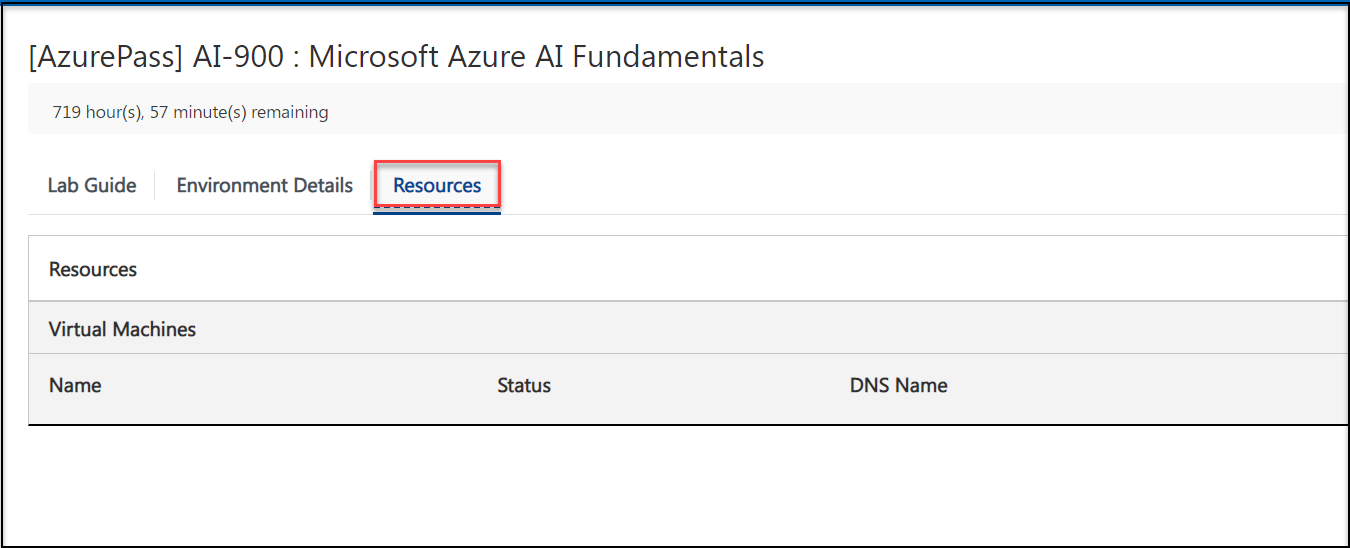 [AzurePass] AI-900 : Microsoft Azure AI Fundamentals
719 hour(s), 57 minute(s) remaining
Lab Guide Environment Details Resources
Resources
Virtual Machines
Name Status DNS Name